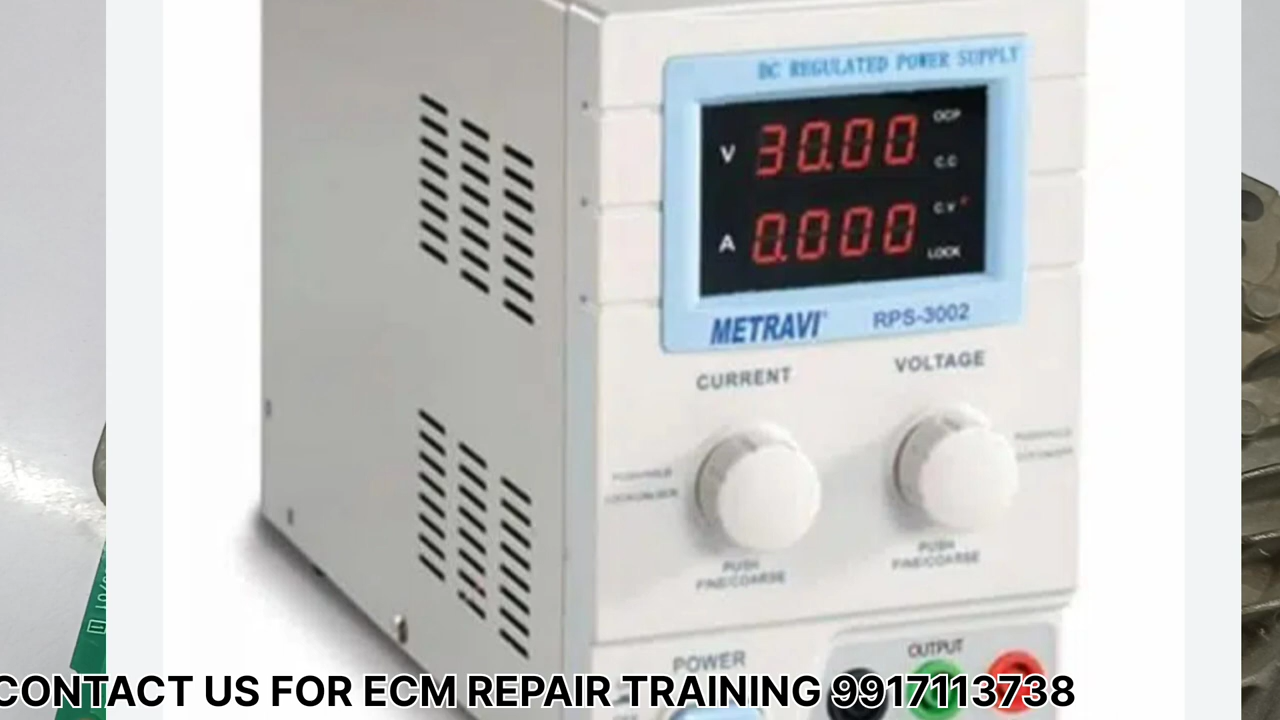 DC REGULATED POWER SUPPLY
V 30.00 OCP
C.C
A 0.000 C.V
LOCK
METRAVI RPS-3002
CURRENT VOLTAGE
PUSH PUSH
FINE/COARSE FINE/COARSE
POWER OUTPUT
CONTACT US FOR ECM REPAIR TRAINING 9917113738